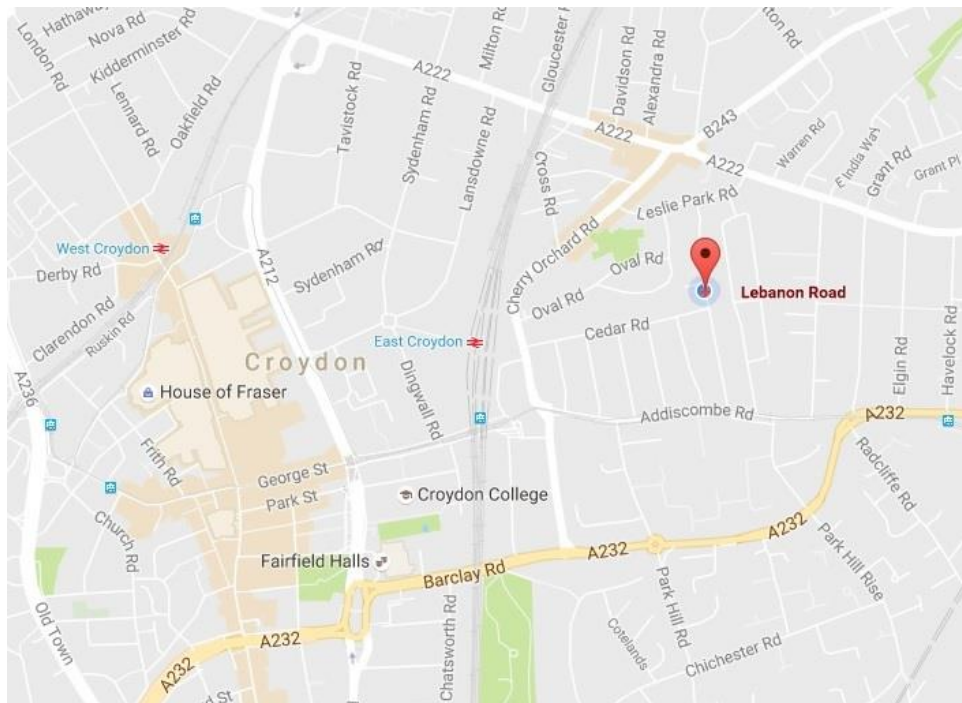 Hathaway
Nova Rd
Kidderminster Rd
London Rd
Lennard Rd
Oakfield Rd
Tavistock Rd
Sydenham Rd
A222
Milton Rd
Lansdowne Rd
Gloucester Rd
Davidson Rd
Alexandra Rd
A222
B243
A222
Warren Rd
E India Way
Grant Rd
Grant Pl
Cross Rd
Leslie Park Rd
Cherry Orchard Rd
Oval Rd
Oval Rd
Lebanon Road
Cedar Rd
West Croydon
Derby Rd
A212
Sydenham Rd
Clarendon Rd
Ruskin Rd
East Croydon
Croydon
A236
House of Fraser
Dingwall Rd
Elgin Rd
Havelock Rd
Addiscombe Rd
A232
Frith Rd
George St
Park St
Radcliffe Rd
Croydon College
Church Rd
A232
Fairfield Halls
Barclay Rd
A232
Park Hill Rd
Park Hill Rise
Old Town
A232
Chatsworth Rd
Cotelands
Chichester Rd
A232